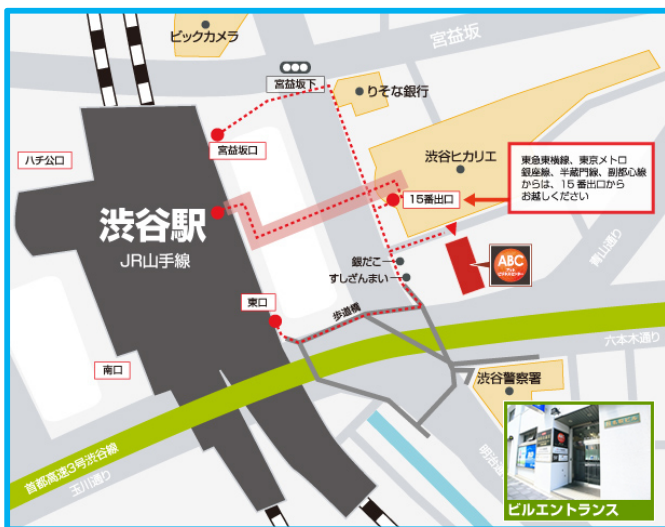 ビックカメラ
宮益坂
宮益坂下
りそな銀行
宮益坂口
ハチ公口
渋谷ヒカリエ
東急東横線、東京メトロ
銀座線、半蔵門線、副都心線
からは、15番出口から
お越しください
15番出口
渋谷駅
JR山手線
青山通り
銀だこ
すしざんまい
ABC
東口
歩道橋
六本木通り
南口
渋谷警察署
首都高速3号渋谷線
玉川通り
明治通
ビルエントランス